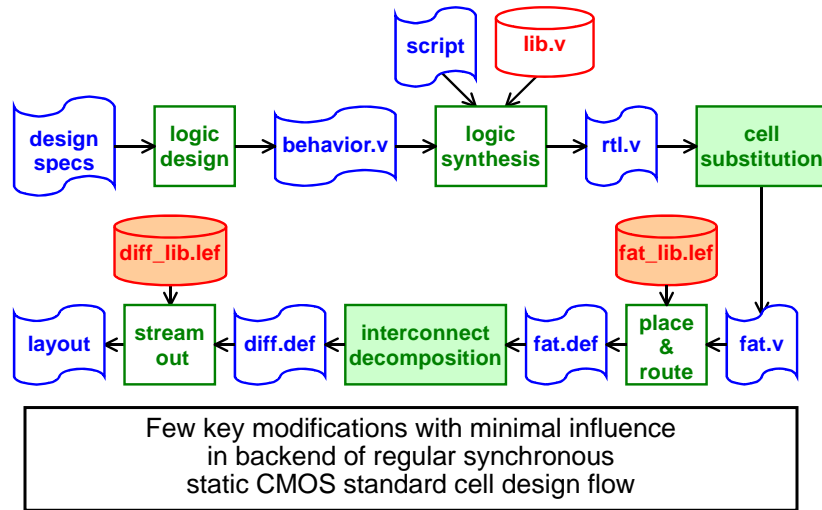 script
lib.v
design
specs
logic
design
behavior.v
logic
synthesis
rtl.v
cell
substitution
diff_lib.lef
fat_lib.lef
layout
stream
out
diff.def
interconnect
decomposition
fat.def
place
&
route
fat.v
Few key modifications with minimal influence
in backend of regular synchronous
static CMOS standard cell design flow